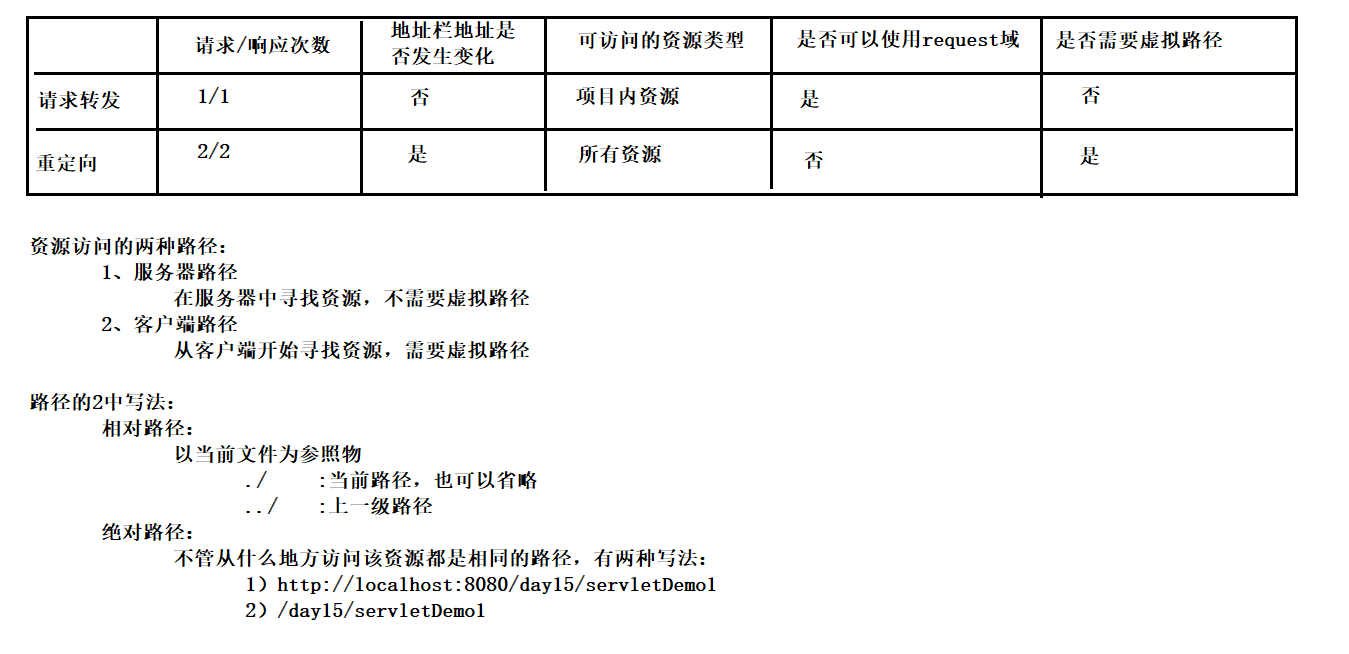 请求/响应次数 地址栏地址是否发生变化 可访问的资源类型 是否可以使用request域 是否需要虚拟路径
请求转发 1/1 否 项目内资源 是 否
重定向 2/2 是 所有资源 否 是
资源访问的两种路径：
1、服务器路径
在服务器中寻找资源，不需要虚拟路径
2、客户端路径
从客户端开始寻找资源，需要虚拟路径
路径的2中写法：
相对路径：
以当前文件为参照物
./ :当前路径，也可以省略
../ :上一级路径
绝对路径：
不管从什么地方访问该资源都是相同的路径，有两种写法：
1）http://localhost:8080/day15/servletDemo1
2）/day15/servletDemo1